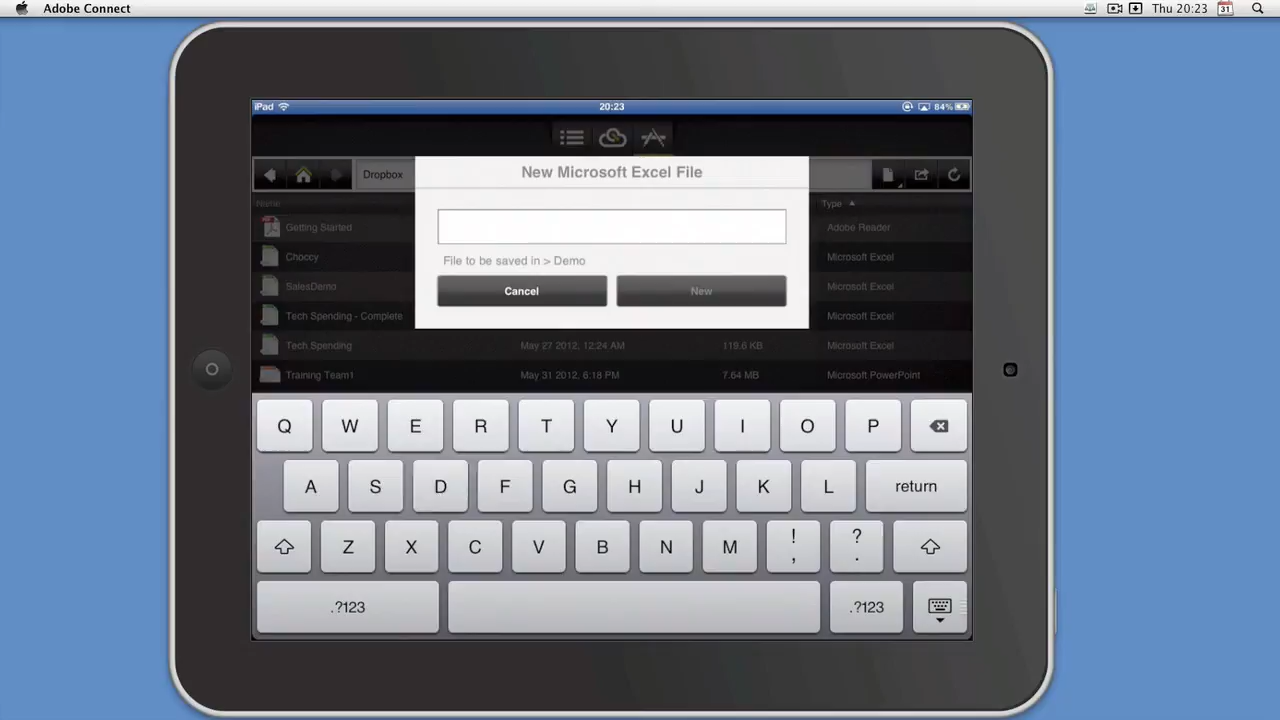 Adobe Connect
Thu 20:23
31
iPad
20:23
84%
Dropbox
New Microsoft Excel File
File to be saved in > Demo
Cancel
New
Name
Type
Getting Started
Adobe Reader
Choccy
Microsoft Excel
SalesDemo
Microsoft Excel
Tech Spending - Complete
Microsoft Excel
Tech Spending
May 27 2012, 12:24 AM
119.6 KB
Microsoft Excel
Training Team1
May 31 2012, 6:18 PM
7.64 MB
Microsoft PowerPoint
Q W E R T Y U I O P
A S D F G H J K L return
Z X C V B N M ! , ? .
.?123 .?123